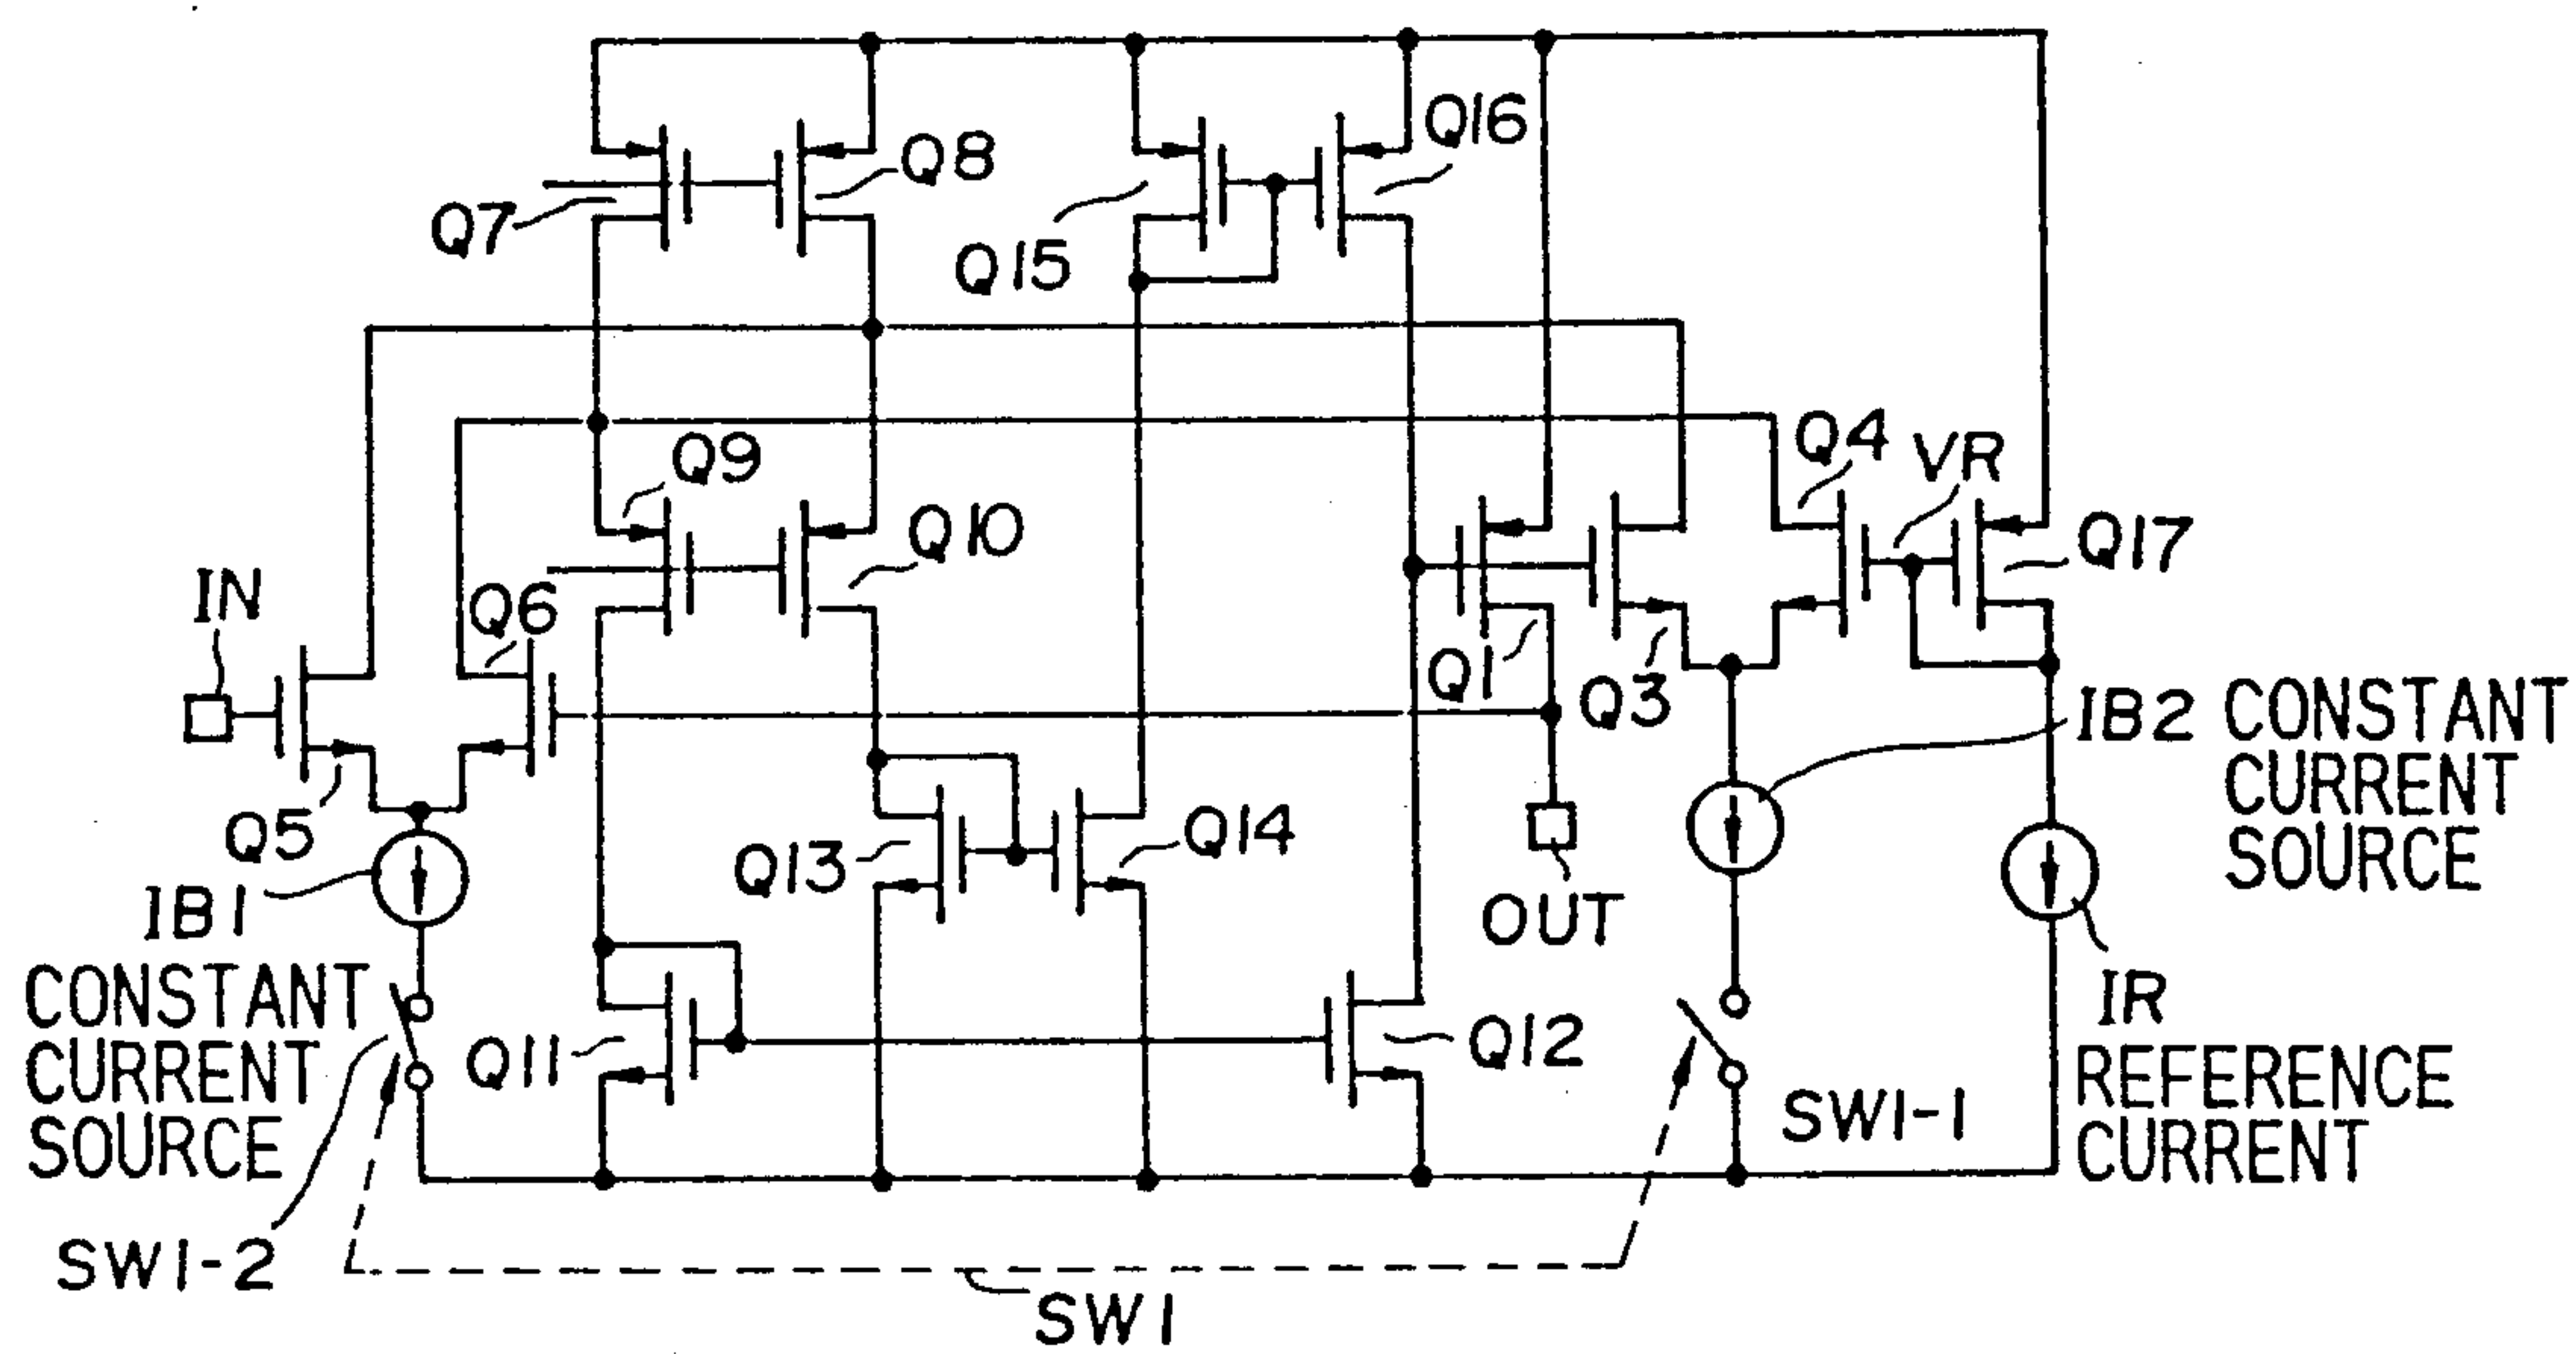 Q16
Q8
Q7
Q15
Q9
Q4
VR
Q10
Q17
IN
Q6
Q1
Q3
IB2 CONSTANT
CURRENT
SOURCE
Q5
Q13
Q14
IB1
CONSTANT
CURRENT
SOURCE
OUT
IR
REFERENCE
CURRENT
Q11
Q12
SW1-1
SW1-2
SW1